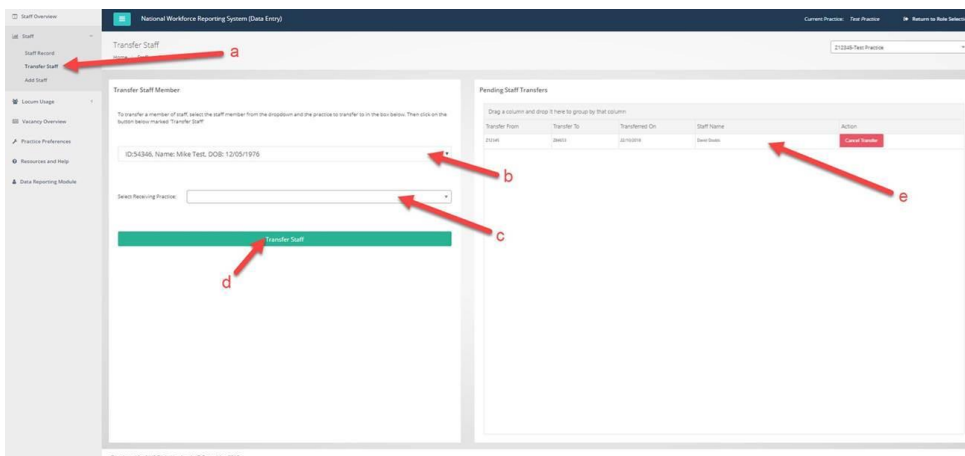 Staff Overview
National Workforce Reporting System (Data Entry)
Current Practice: Test Practice
Return to Role Selecti
Staff
Transfer Staff
a
Z12346-Test Practice
Staff Record
Home
Transfer Staff
Add Staff
Transfer Staff Member
Pending Staff Transfers
Locum Usage
To transfer a member of staff, select the staff member from the dropdown and the practice to transfer to in the box below. Then click on the
button below marked 'Transfer Staff'
Drag a column and drop it here to group by that column
Vacancy Overview
Transfer From
Transfer To
Transferred On
Staff Name
Action
Practice Preferences
Cancel Transfer
ID:54346, Name: Mike Test, DOB: 12/05/1976
Resources and Help
b
Data Reporting Module
e
Select Receiving Practice:
c
Transfer Staff
d